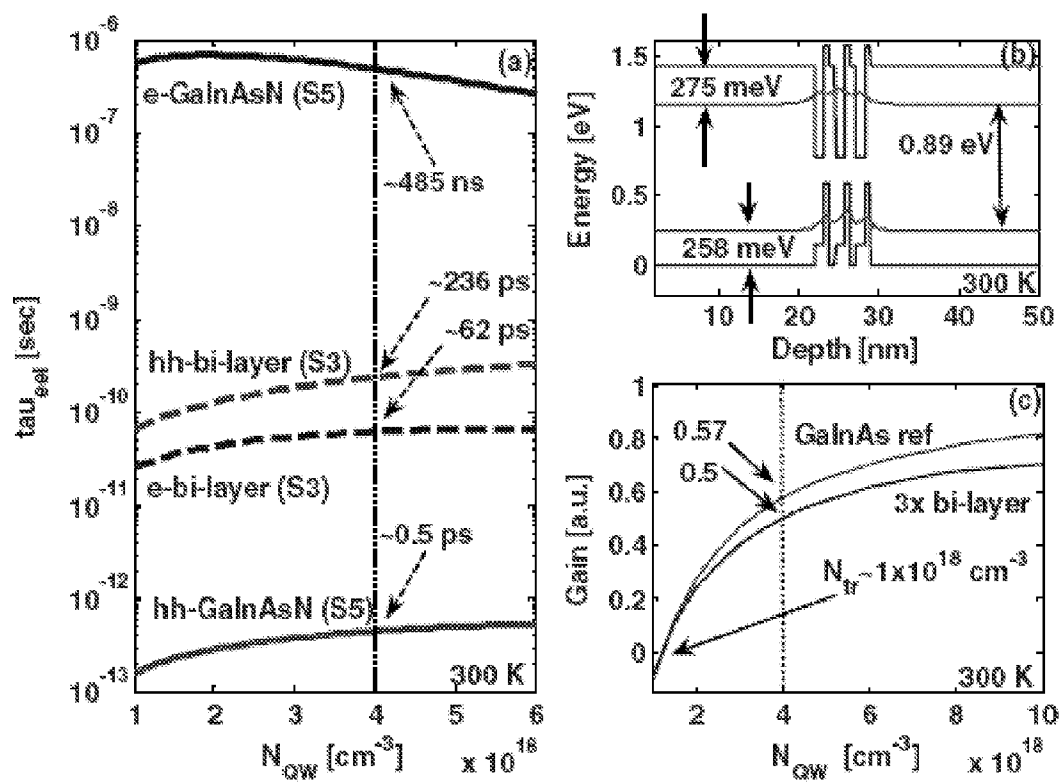 (a)
10^-6
10^-7
10^-8
10^-9
10^-10
10^-11
10^-12
10^-13
tau_esl [sec]
e-GaInAsN (S5)
~485 ns
~236 ps
~62 ps
hh-bi-layer (S3)
e-bi-layer (S3)
~0.5 ps
hh-GaInAsN (S5)
300 K
1 2 3 4 5 6
N_QW [cm^-3] x 10^18
(b)
1.5
1
0.5
0
Energy [eV]
275 meV
0.89 eV
258 meV
300 K
10 20 30 40 50
Depth [nm]
(c)
1
0.8
0.6
0.4
0.2
0
Gain [a.u.]
0.57
GaInAs ref
0.5
3x bi-layer
N_tr~1x10^18 cm^-3
300 K
2 4 6 8 10
N_QW [cm^-3] x 10^18